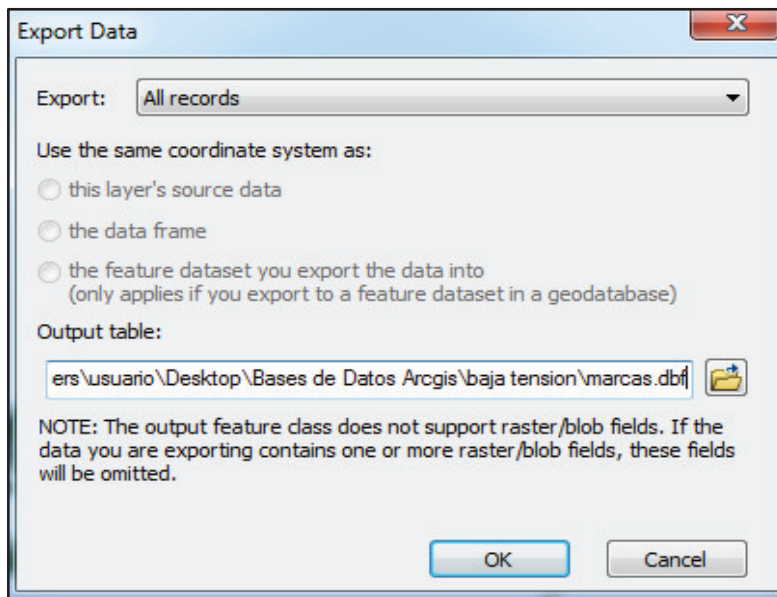 Export Data
Export: All records
Use the same coordinate system as:
this layer's source data
the data frame
the feature dataset you export the data into
(only applies if you export to a feature dataset in a geodatabase)
Output table:
ers\usuario\Desktop\Bases de Datos Arcgis\baja tension\marcas.dbf
NOTE: The output feature class does not support raster/blob fields. If the
data you are exporting contains one or more raster/blob fields, these fields
will be omitted.
OK Cancel